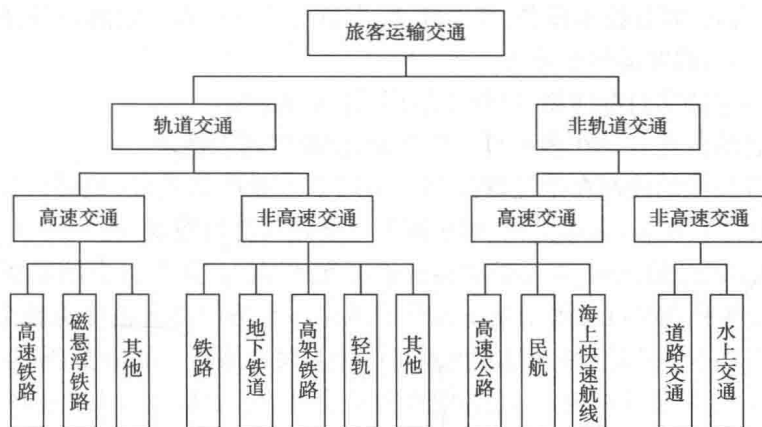 旅客运输交通
轨道交通
非轨道交通
高速交通
非高速交通
高速交通
非高速交通
高速铁路
磁悬浮铁路
其他
铁路
地下铁道
高架铁路
轻轨
其他
高速公路
民航
海上快速航线
道路交通
水上交通